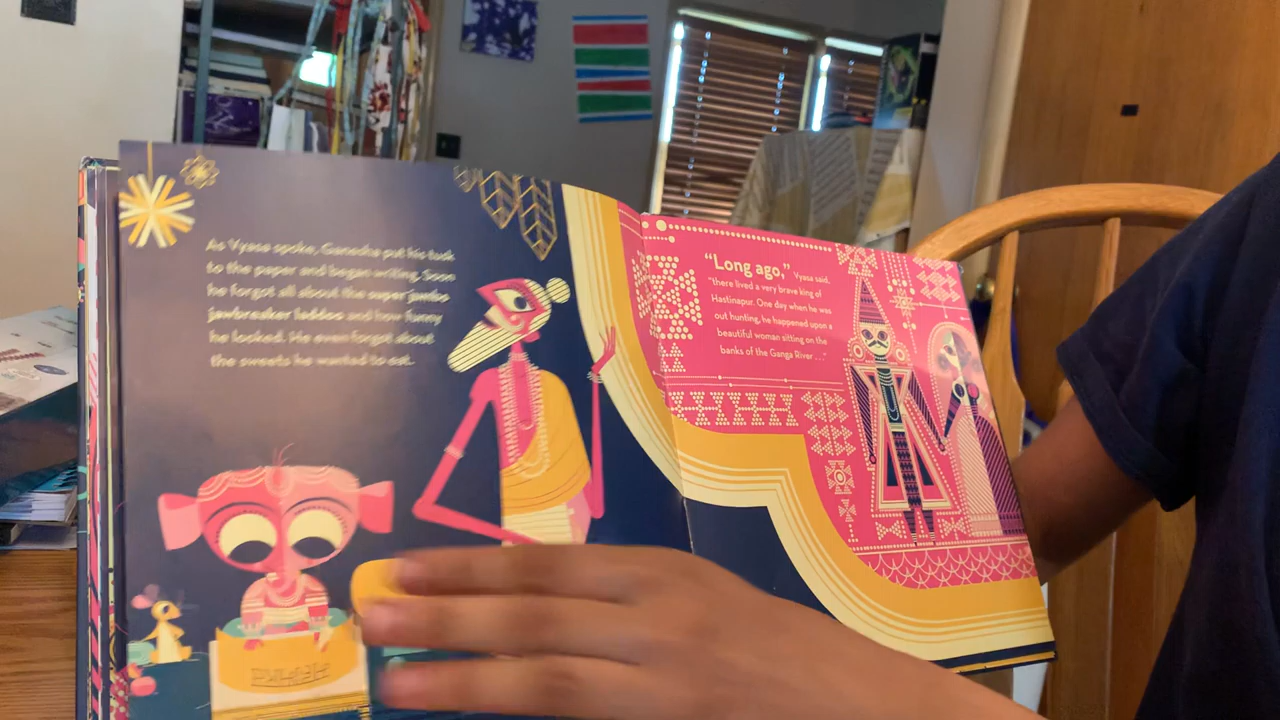 As Vyasa spoke, Ganesha put his tusk
to the paper and began writing. Soon
he forgot all about the super jumbo
jawbreaker laddoo and how funny
he looked. He even forgot about
the sweets he wanted to eat.
“Long ago,” Vyasa said,
“there lived a very brave king of
Hastinapur. One day when he was
out hunting, he happened upon a
beautiful woman sitting on the
banks of the Ganga River . . .”